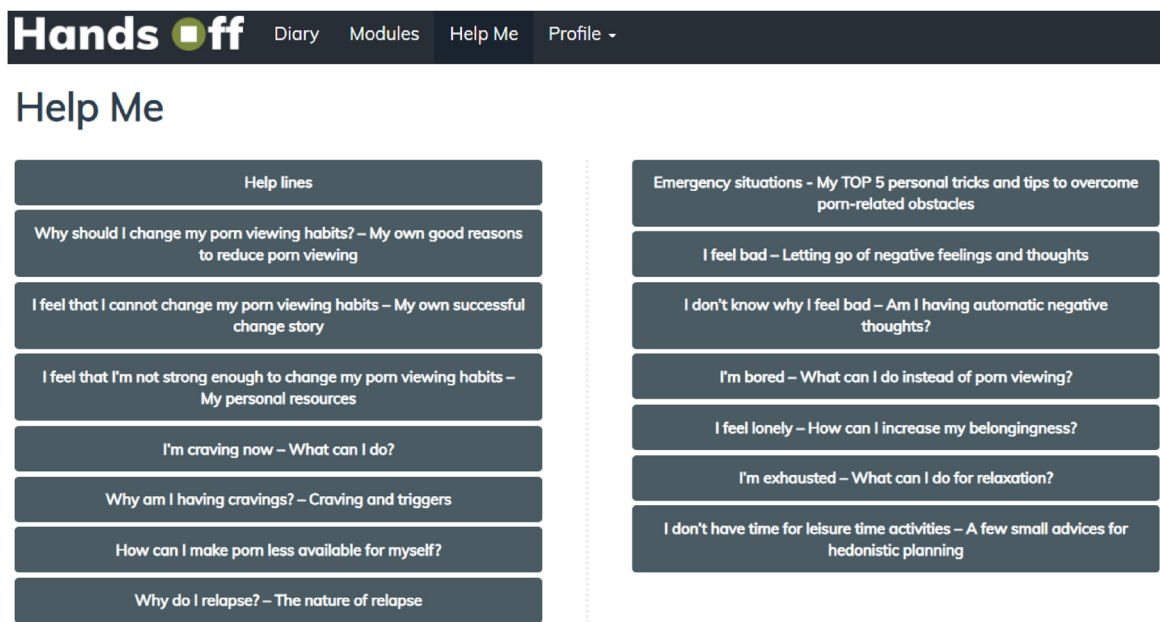 Hands Off Diary Modules Help Me Profile
Help Me
Help lines
Why should I change my porn viewing habits? – My own good reasons
to reduce porn viewing
I feel that I cannot change my porn viewing habits – My own successful
change story
I feel that I'm not strong enough to change my porn viewing habits –
My personal resources
I'm craving now – What can I do?
Why am I having cravings? – Craving and triggers
How can I make porn less available for myself?
Why do I relapse? – The nature of relapse
Emergency situations - My TOP 5 personal tricks and tips to overcome
porn-related obstacles
I feel bad – Letting go of negative feelings and thoughts
I don't know why I feel bad – Am I having automatic negative
thoughts?
I'm bored – What can I do instead of porn viewing?
I feel lonely – How can I increase my belongingness?
I'm exhausted – What can I do for relaxation?
I don't have time for leisure time activities – A few small advices for
hedonistic planning